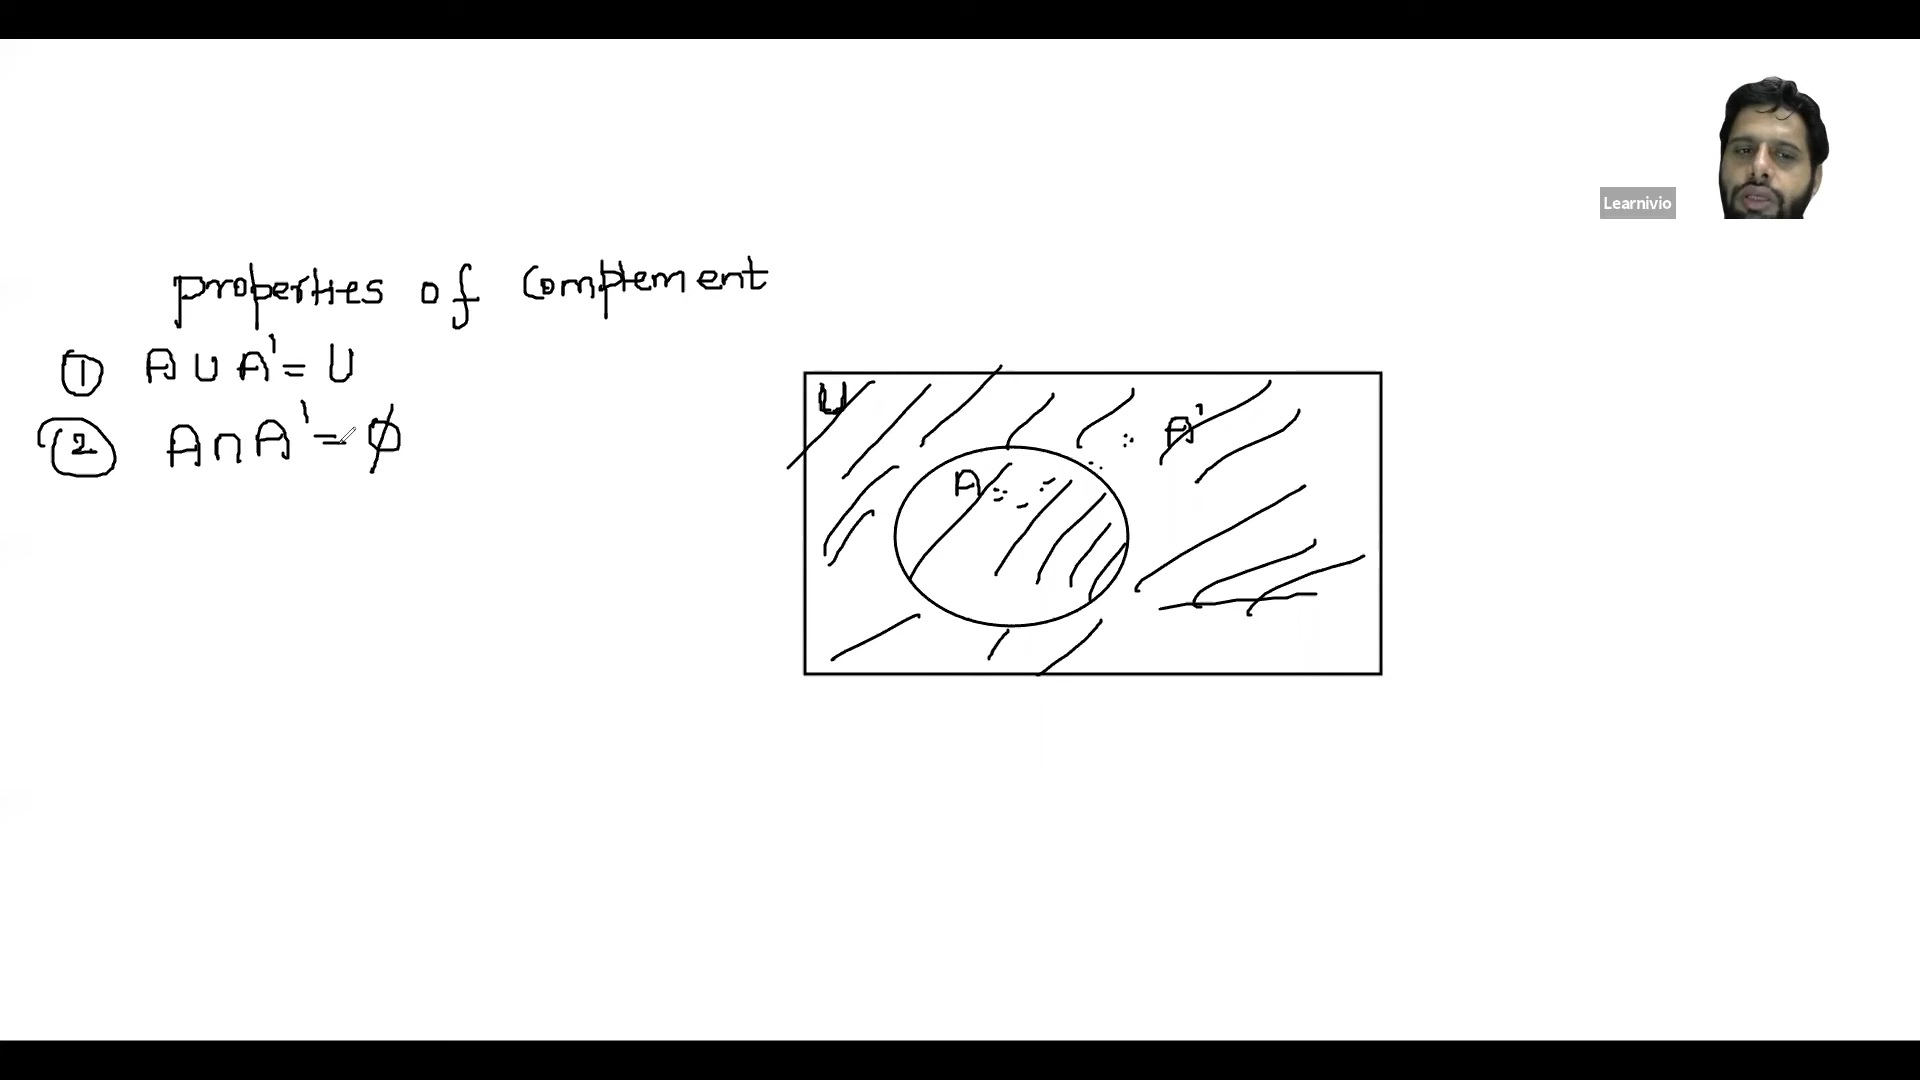 Learnivio
properties of complement
① A ∪ A' = U
② A ∩ A' = ϕ
U
A'
A